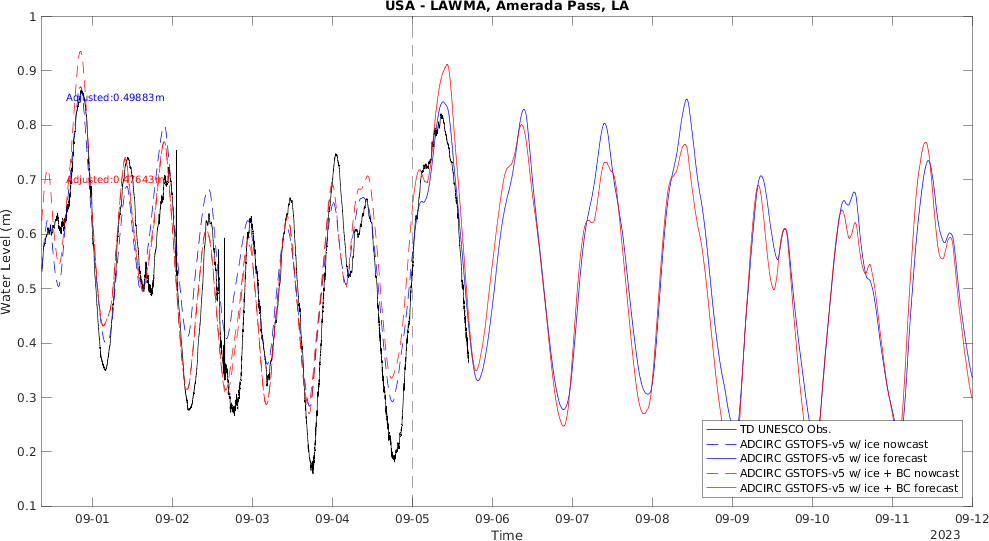 USA - LAWMA, Amerada Pass, LA
1
0.9
0.8
0.7
0.6
0.5
0.4
0.3
0.2
0.1
Water Level (m)
Adjusted:0.49883m
Adjusted:0.47643m
TD UNESCO Obs.
ADCIRC GSTOFS-v5 w/ ice nowcast
ADCIRC GSTOFS-v5 w/ ice forecast
ADCIRC GSTOFS-v5 w/ ice + BC nowcast
ADCIRC GSTOFS-v5 w/ ice + BC forecast
09-01 09-02 09-03 09-04 09-05 09-06 09-07 09-08 09-09 09-10 09-11 09-12
Time
2023